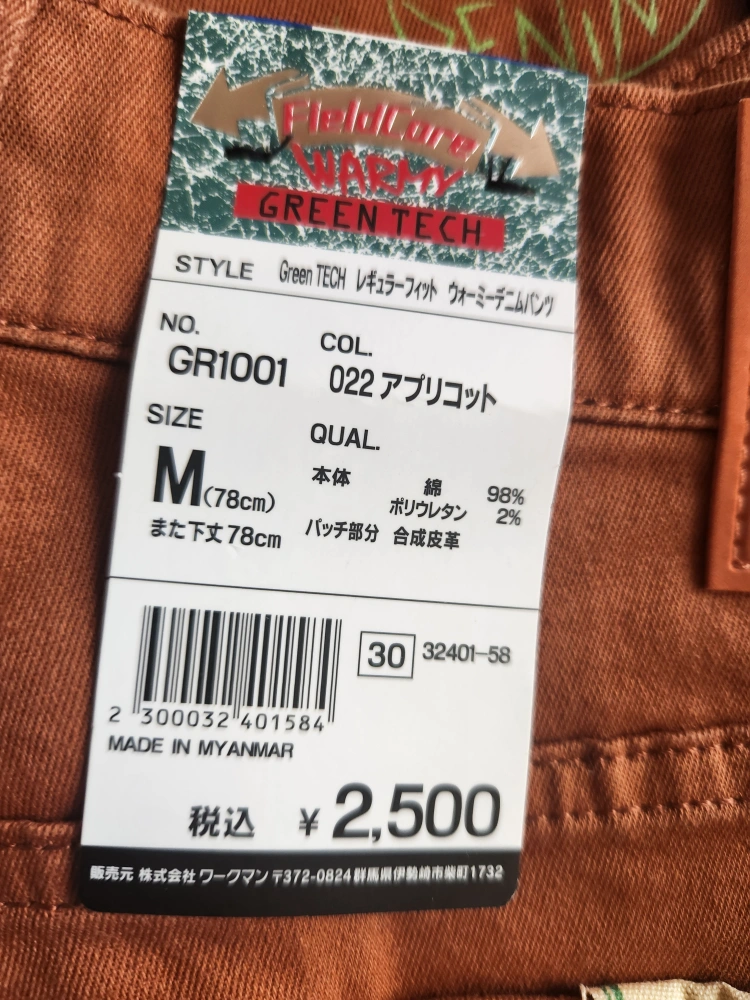 DENIM
FieldCore
WARMY
GREEN TECH
STYLE Green TECH レギュラーフィット ウォーミーデニムパンツ
NO. COL.
GR1001 022 アプリコット
SIZE QUAL.
M(78cm) 本体 綿 98%
ポリウレタン 2%
また下丈78cm パッチ部分 合成皮革
30 32401-58
2 300032 401584
MADE IN MYANMAR
税込 ¥2,500
販売元 株式会社 ワークマン 〒372-0824 群馬県伊勢崎市柴町1732